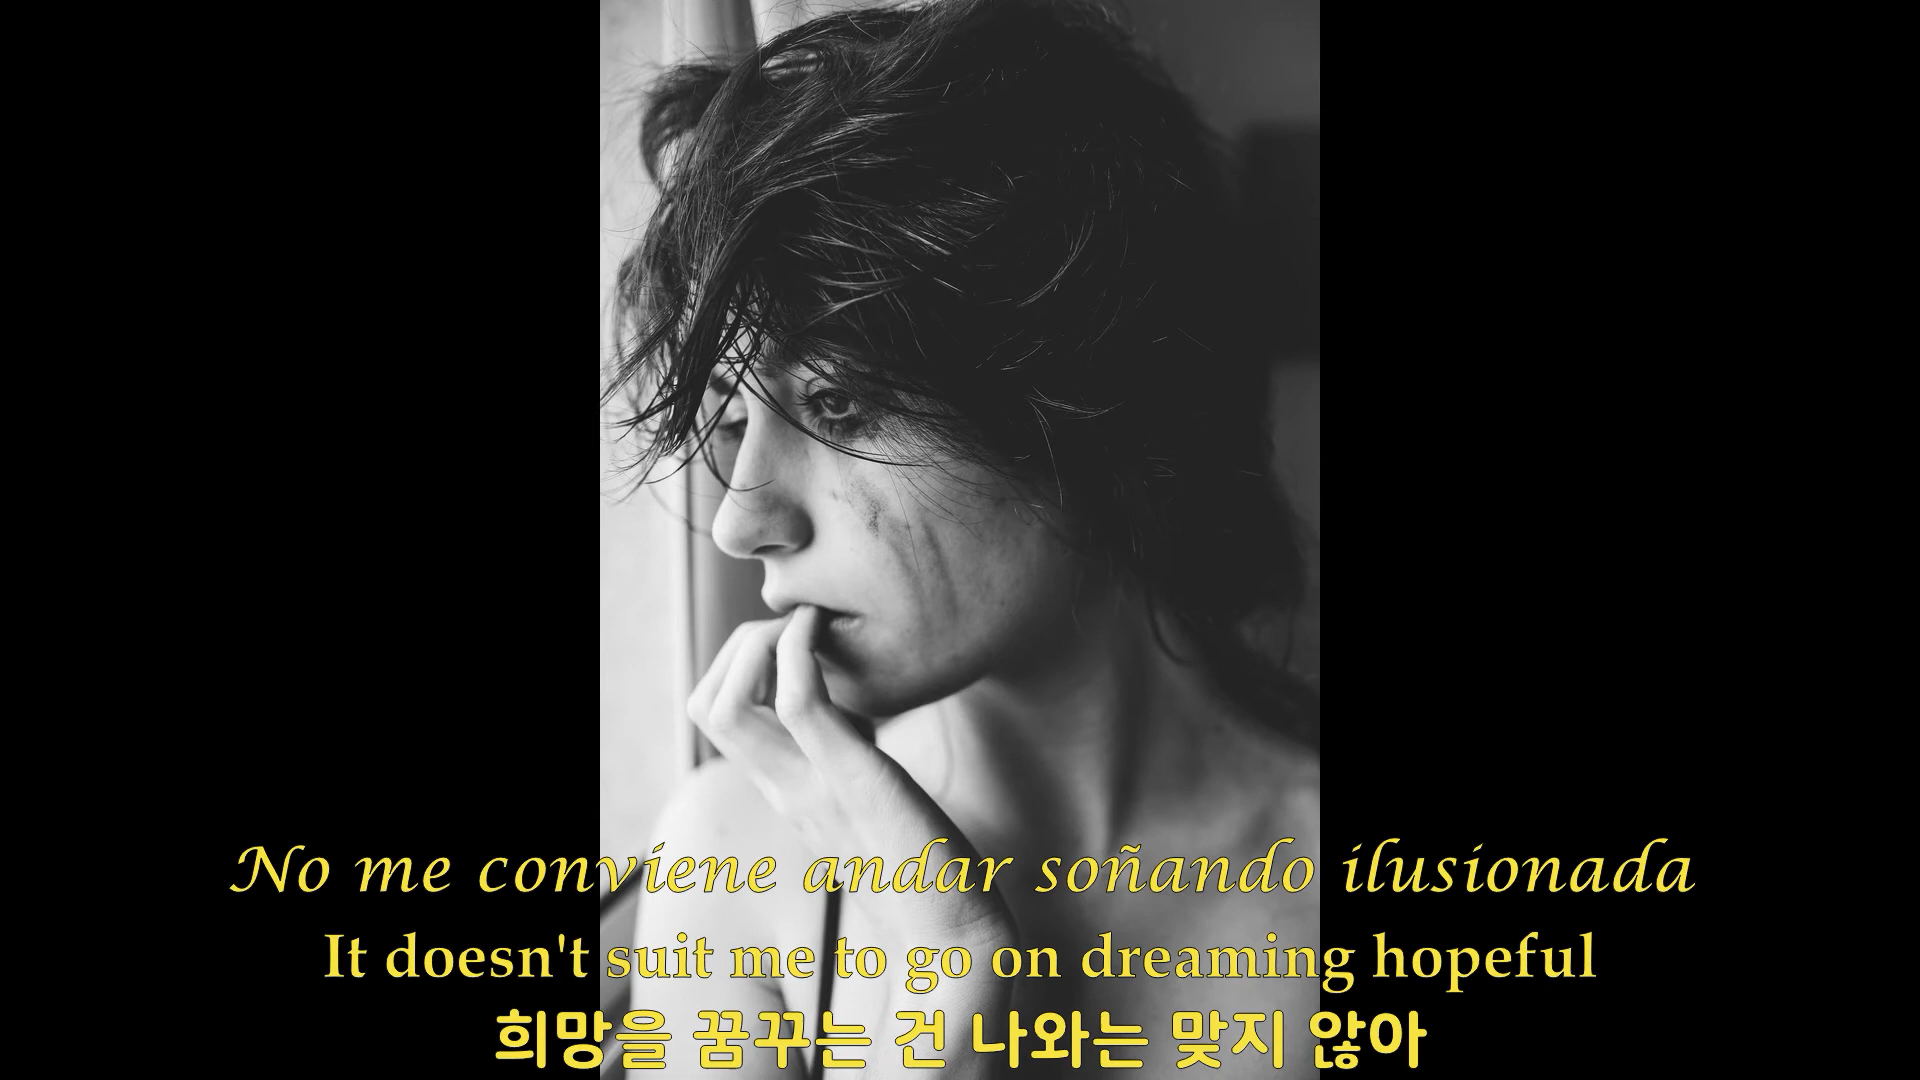 No me conviene andar soñando ilusionada
It doesn't suit me to go on dreaming hopeful
희망을 꿈꾸는 건 나와는 맞지 않아